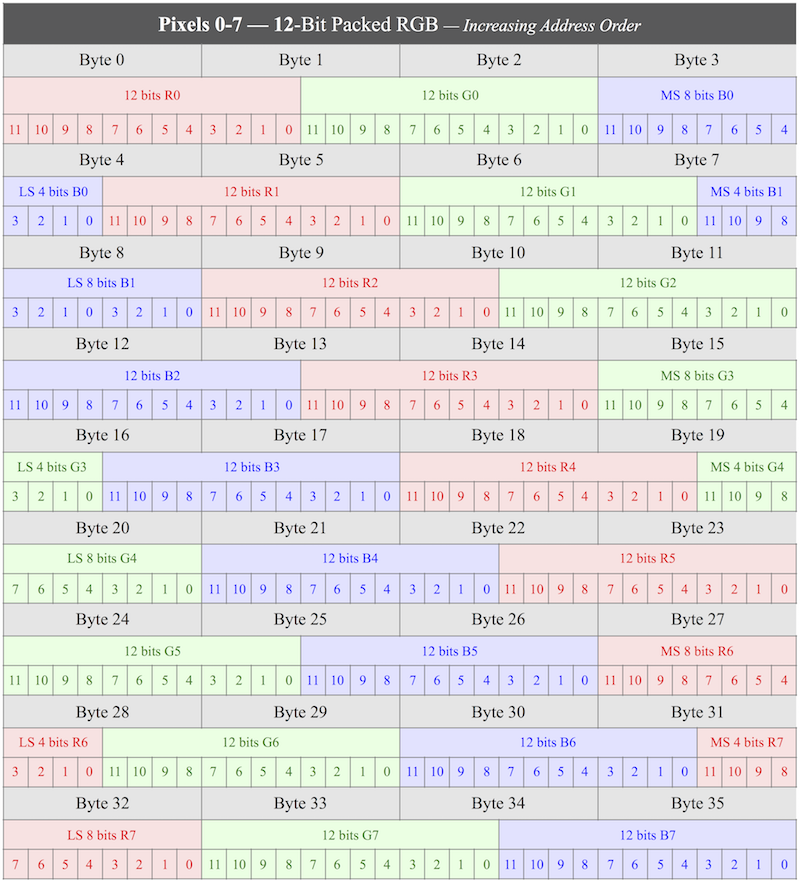 Pixels 0-7 — 12-Bit Packed RGB — Increasing Address Order
Byte 0 Byte 1 Byte 2 Byte 3
12 bits R0 12 bits G0 MS 8 bits B0
11 10 9 8 7 6 5 4 3 2 1 0 11 10 9 8 7 6 5 4 3 2 1 0 11 10 9 8 7 6 5 4
Byte 4 Byte 5 Byte 6 Byte 7
LS 4 bits B0 12 bits R1 12 bits G1 MS 4 bits B1
3 2 1 0 11 10 9 8 7 6 5 4 3 2 1 0 11 10 9 8 7 6 5 4 3 2 1 0 11 10 9 8
Byte 8 Byte 9 Byte 10 Byte 11
LS 8 bits B1 12 bits R2 12 bits G2
3 2 1 0 3 2 1 0 11 10 9 8 7 6 5 4 3 2 1 0 11 10 9 8 7 6 5 4 3 2 1 0
Byte 12 Byte 13 Byte 14 Byte 15
12 bits B2 12 bits R3 MS 8 bits G3
11 10 9 8 7 6 5 4 3 2 1 0 11 10 9 8 7 6 5 4 3 2 1 0 11 10 9 8 7 6 5 4
Byte 16 Byte 17 Byte 18 Byte 19
LS 4 bits G3 12 bits B3 12 bits R4 MS 4 bits G4
3 2 1 0 11 10 9 8 7 6 5 4 3 2 1 0 11 10 9 8 7 6 5 4 3 2 1 0 11 10 9 8
Byte 20 Byte 21 Byte 22 Byte 23
LS 8 bits G4 12 bits B4 12 bits R5
7 6 5 4 3 2 1 0 11 10 9 8 7 6 5 4 3 2 1 0 11 10 9 8 7 6 5 4 3 2 1 0
Byte 24 Byte 25 Byte 26 Byte 27
12 bits G5 12 bits B5 MS 8 bits R6
11 10 9 8 7 6 5 4 3 2 1 0 11 10 9 8 7 6 5 4 3 2 1 0 11 10 9 8 7 6 5 4
Byte 28 Byte 29 Byte 30 Byte 31
LS 4 bits R6 12 bits G6 12 bits B6 MS 4 bits R7
3 2 1 0 11 10 9 8 7 6 5 4 3 2 1 0 11 10 9 8 7 6 5 4 3 2 1 0 11 10 9 8
Byte 32 Byte 33 Byte 34 Byte 35
LS 8 bits R7 12 bits G7 12 bits B7
7 6 5 4 3 2 1 0 11 10 9 8 7 6 5 4 3 2 1 0 11 10 9 8 7 6 5 4 3 2 1 0